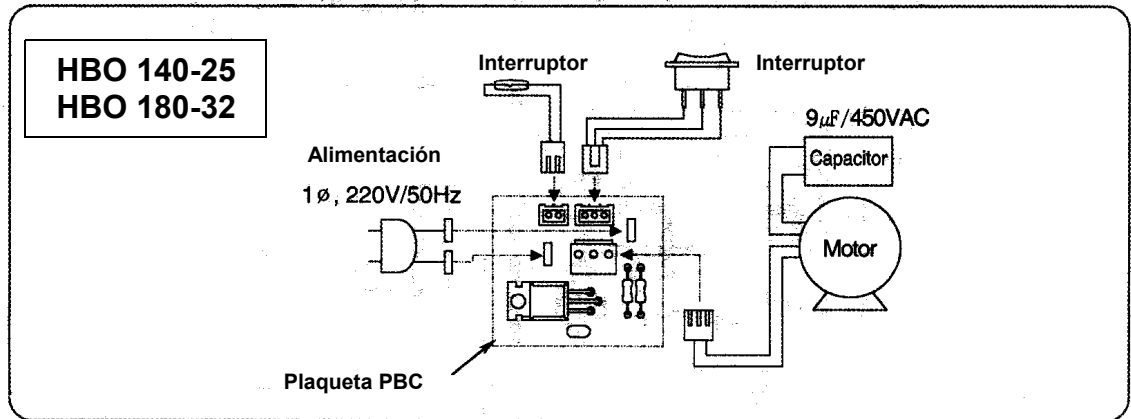 HBO 140-25
HBO 180-32
Interruptor
Interruptor
9μF/450VAC
Capacitor
Alimentación
1ø, 220V/50Hz
Motor
Plaqueta PBC